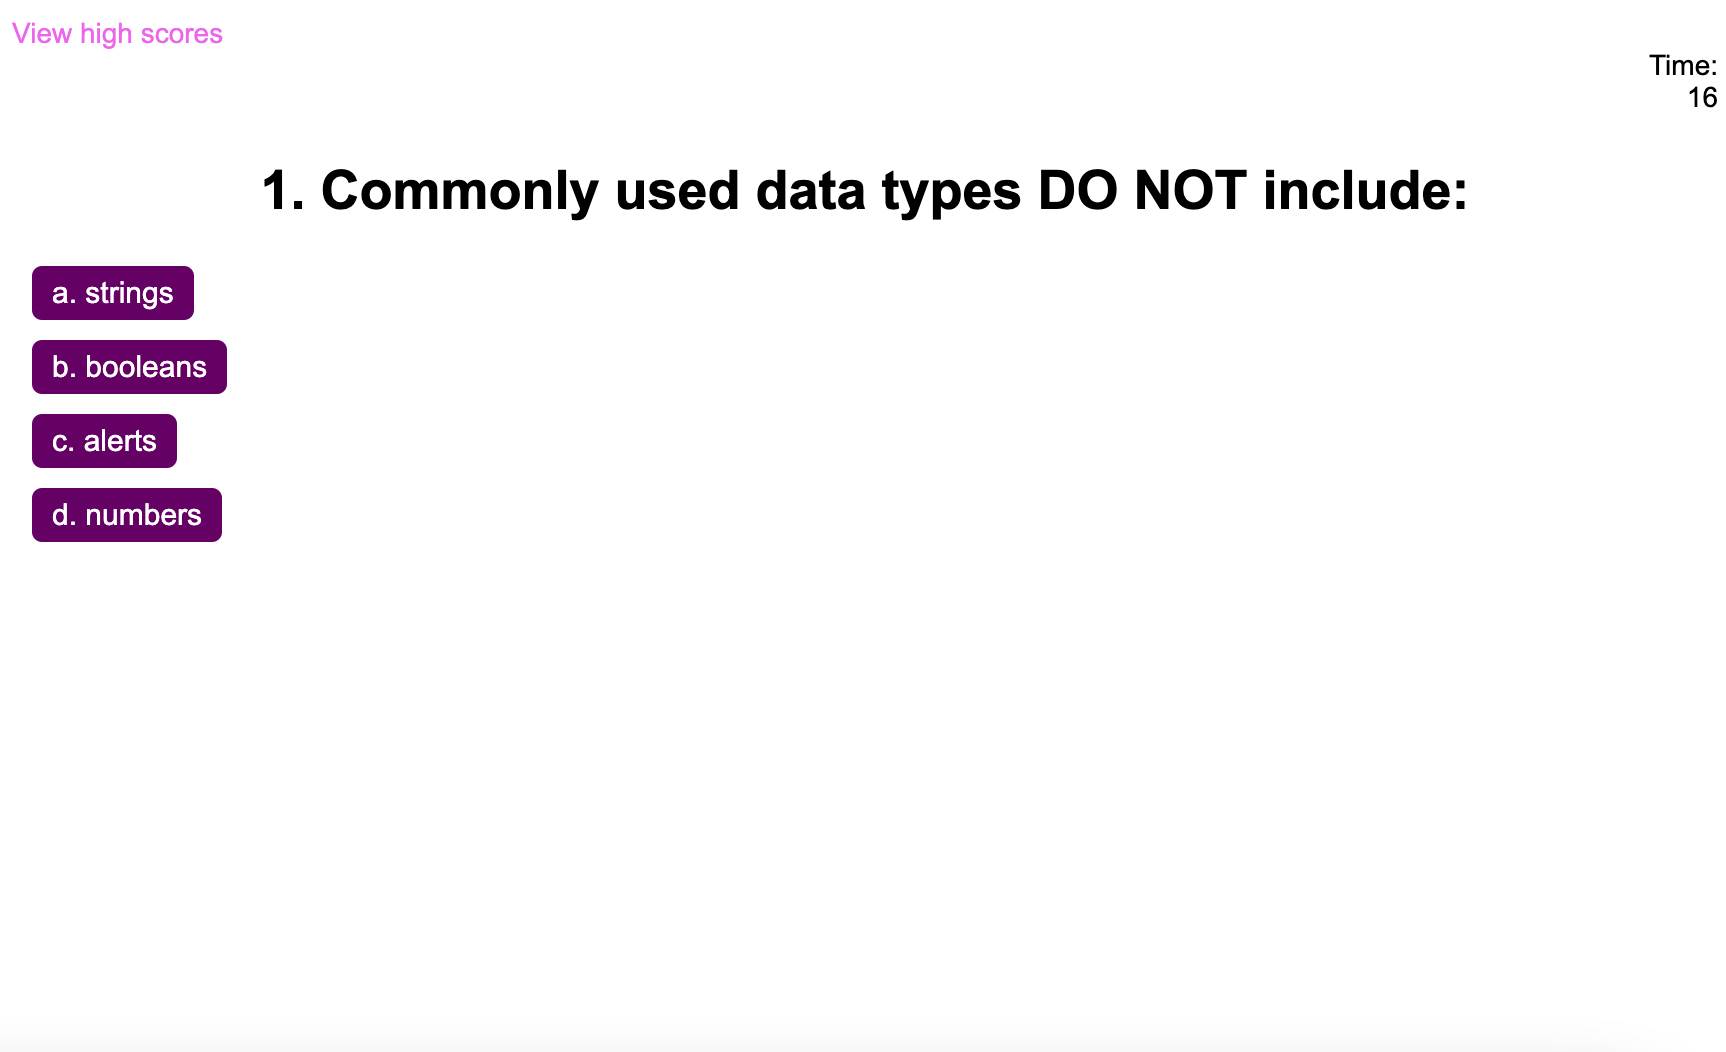 View high scores
Time:
16
1. Commonly used data types DO NOT include:
a. strings
b. booleans
c. alerts
d. numbers